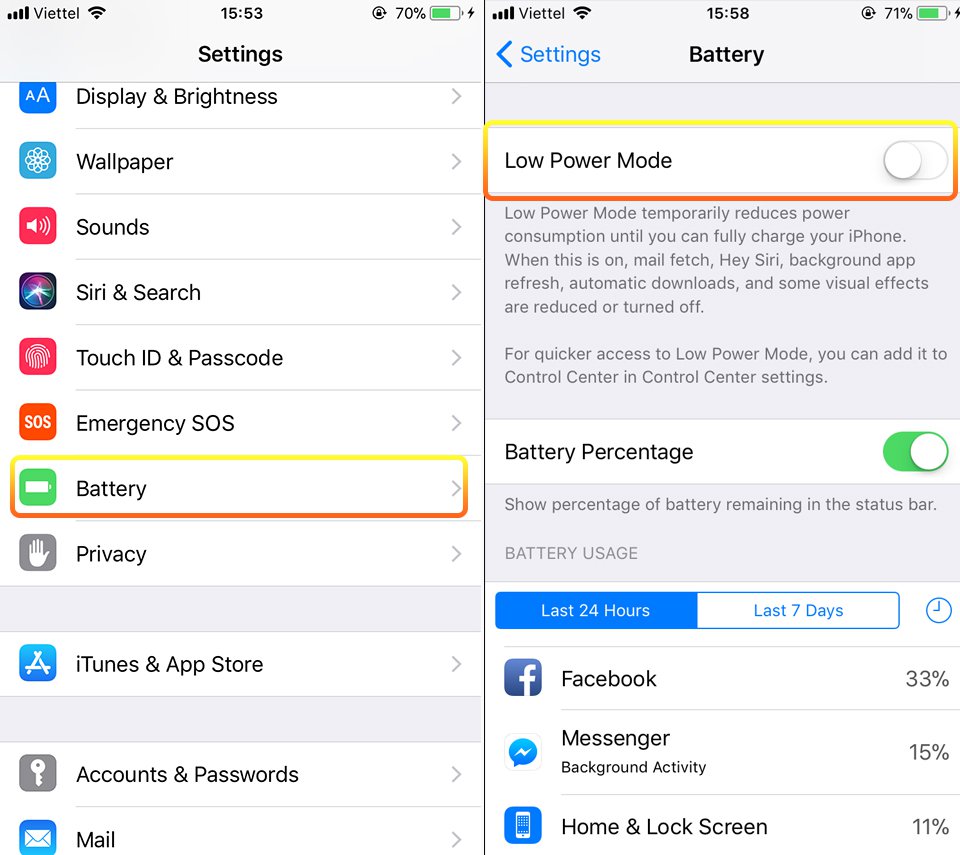 Viettel 15:53 70%
Settings
AA Display & Brightness
Wallpaper
Sounds
Siri & Search
Touch ID & Passcode
SOS Emergency SOS
Battery
Privacy
iTunes & App Store
Accounts & Passwords
Mail
Viettel 15:58 71%
Settings Battery
Low Power Mode
Low Power Mode temporarily reduces power
consumption until you can fully charge your iPhone.
When this is on, mail fetch, Hey Siri, background app
refresh, automatic downloads, and some visual effects
are reduced or turned off.
For quicker access to Low Power Mode, you can add it to
Control Center in Control Center settings.
Battery Percentage
Show percentage of battery remaining in the status bar.
BATTERY USAGE
Last 24 Hours Last 7 Days
f Facebook 33%
Messenger
15%
Background Activity
Home & Lock Screen 11%